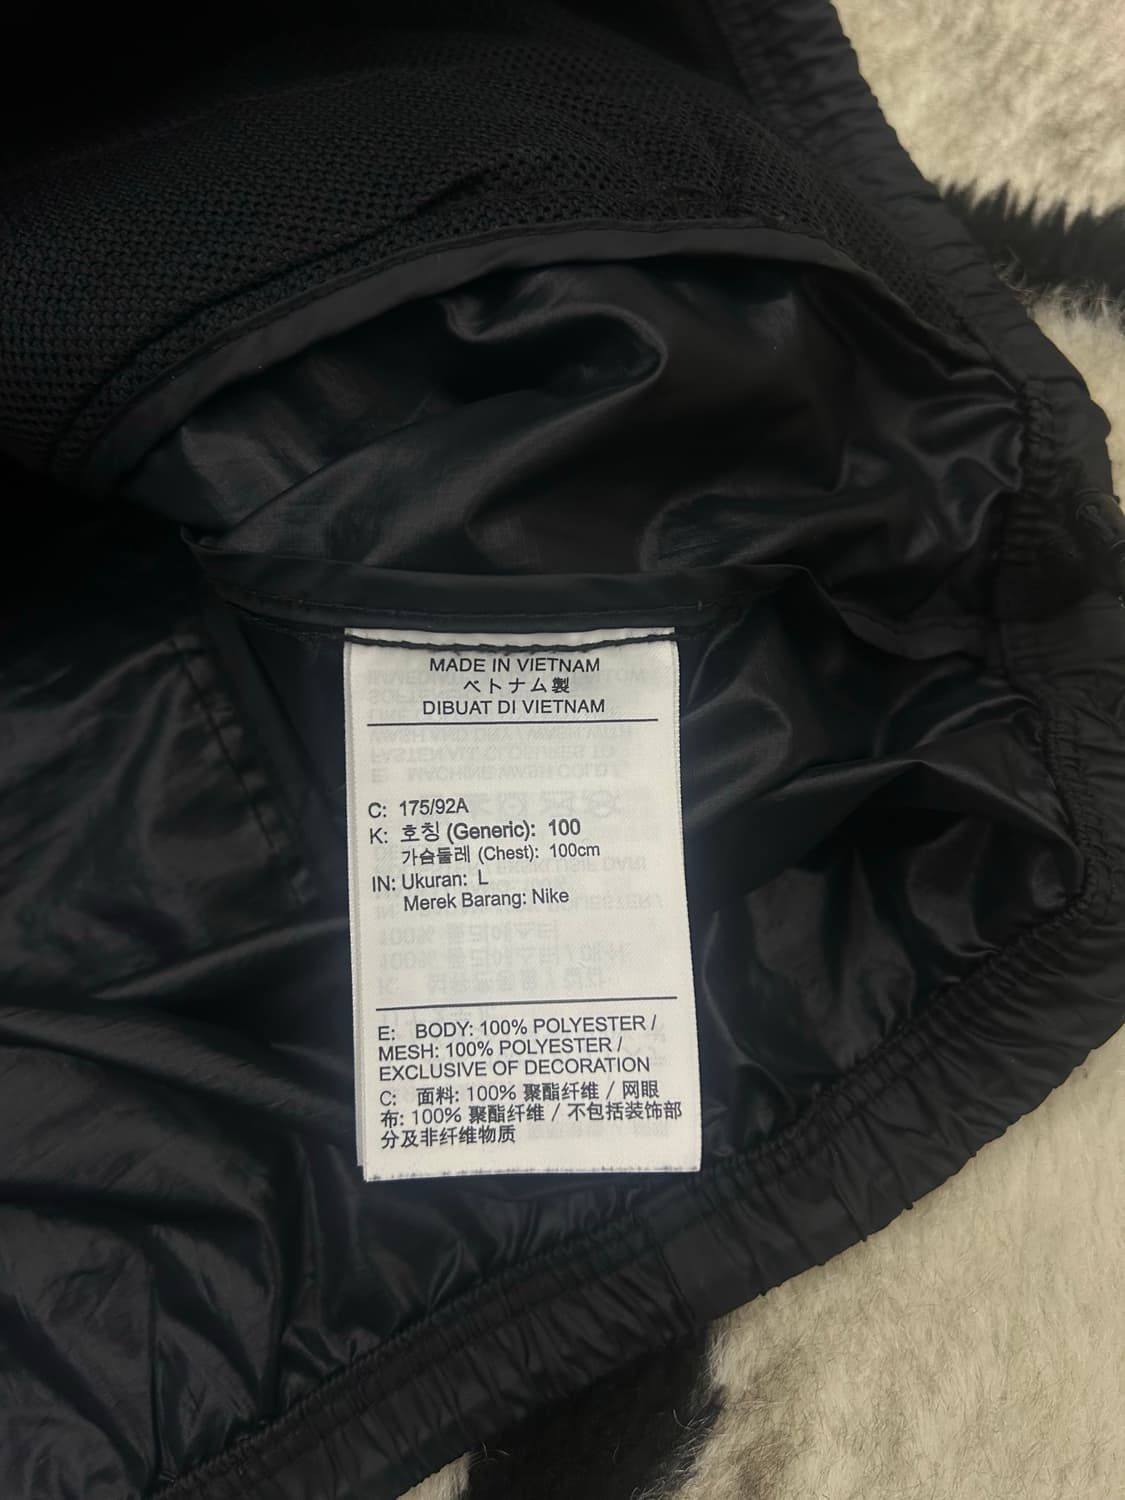 MADE IN VIETNAM
ベトナム製
DIBUAT DI VIETNAM
C: 175/92A
K: 호칭 (Generic): 100
가슴둘레 (Chest): 100cm
IN: Ukuran: L
Merek Barang: Nike
E: BODY: 100% POLYESTER /
MESH: 100% POLYESTER /
EXCLUSIVE OF DECORATION
C: 面料: 100% 聚酯纤维 / 网眼
布: 100% 聚酯纤维 / 不包括装饰部
分及非纤维物质